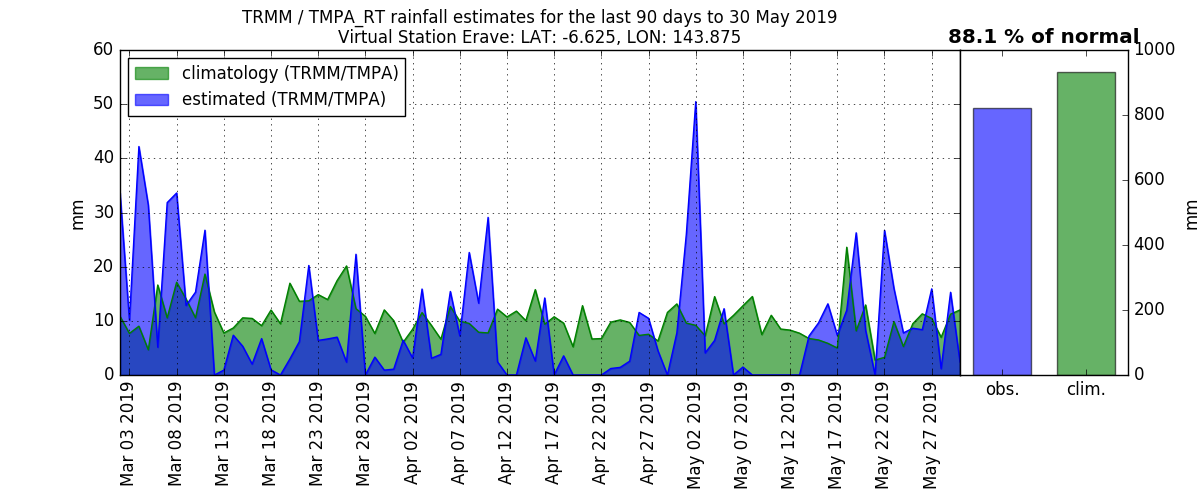 TRMM / TMPA_RT rainfall estimates for the last 90 days to 30 May 2019
Virtual Station Erave: LAT: -6.625, LON: 143.875
88.1 % of normal
climatology (TRMM/TMPA)
estimated (TRMM/TMPA)
mm
60
50
40
30
20
10
0
Mar 03 2019
Mar 08 2019
Mar 13 2019
Mar 18 2019
Mar 23 2019
Mar 28 2019
Apr 02 2019
Apr 07 2019
Apr 12 2019
Apr 17 2019
Apr 22 2019
Apr 27 2019
May 02 2019
May 07 2019
May 12 2019
May 17 2019
May 22 2019
May 27 2019
obs.
clim.
1000
800
600
400
200
0
mm